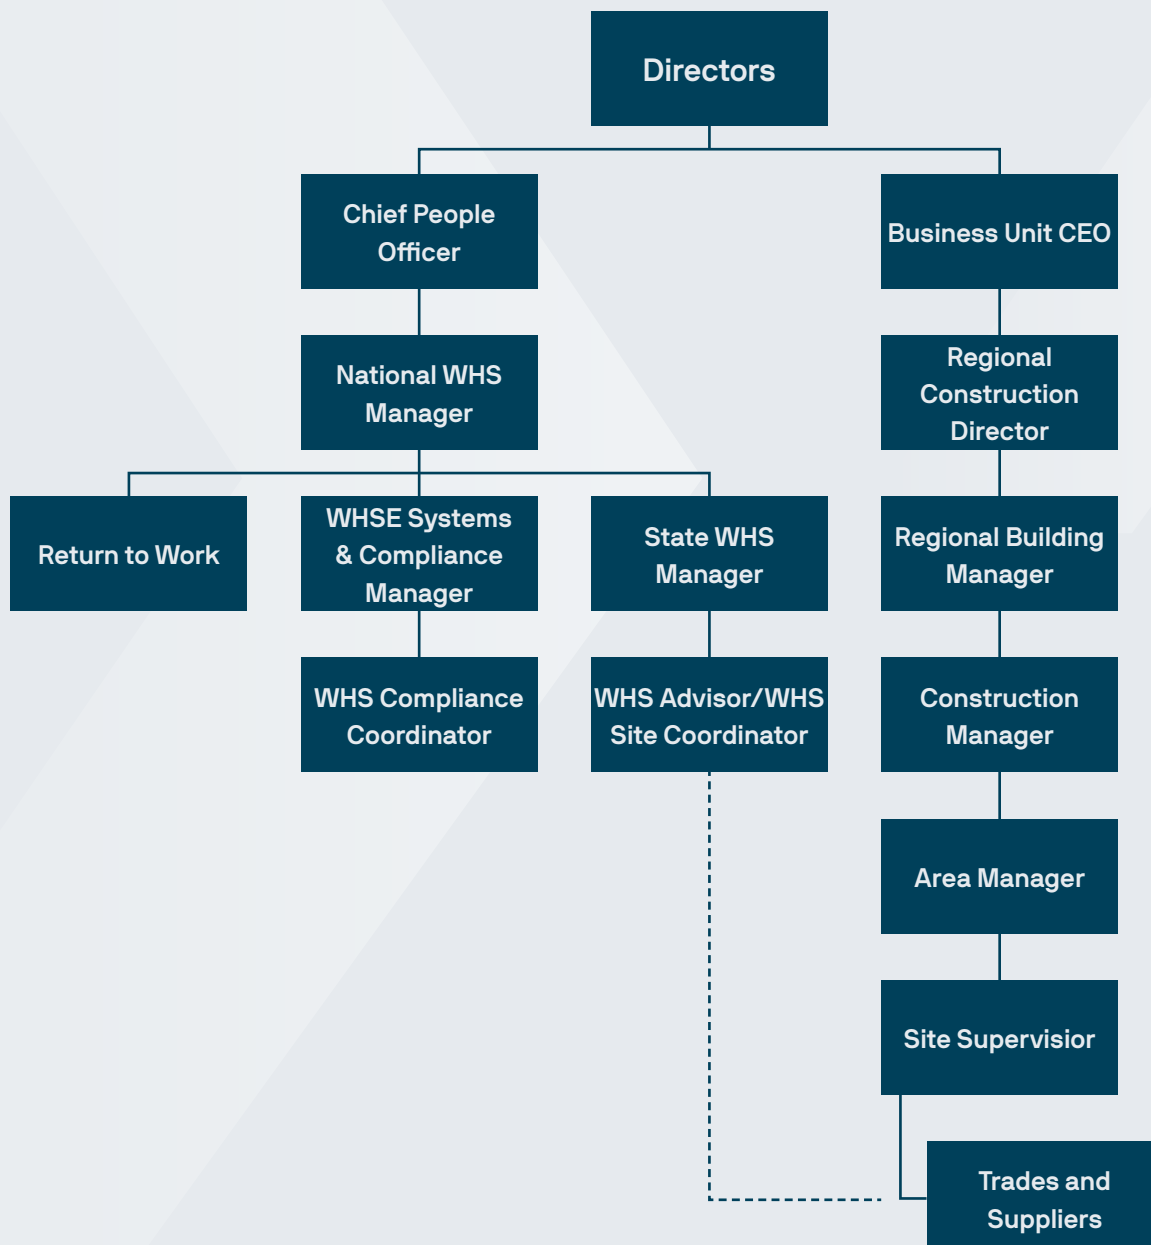 Directors
Chief People
Officer
Business Unit CEO
National WHS
Manager
Regional
Construction
Director
Return to Work
WHSE Systems
& Compliance
Manager
State WHS
Manager
Regional Building
Manager
WHS Compliance
Coordinator
WHS Advisor/WHS
Site Coordinator
Construction
Manager
Area Manager
Site Supervisior
Trades and
Suppliers